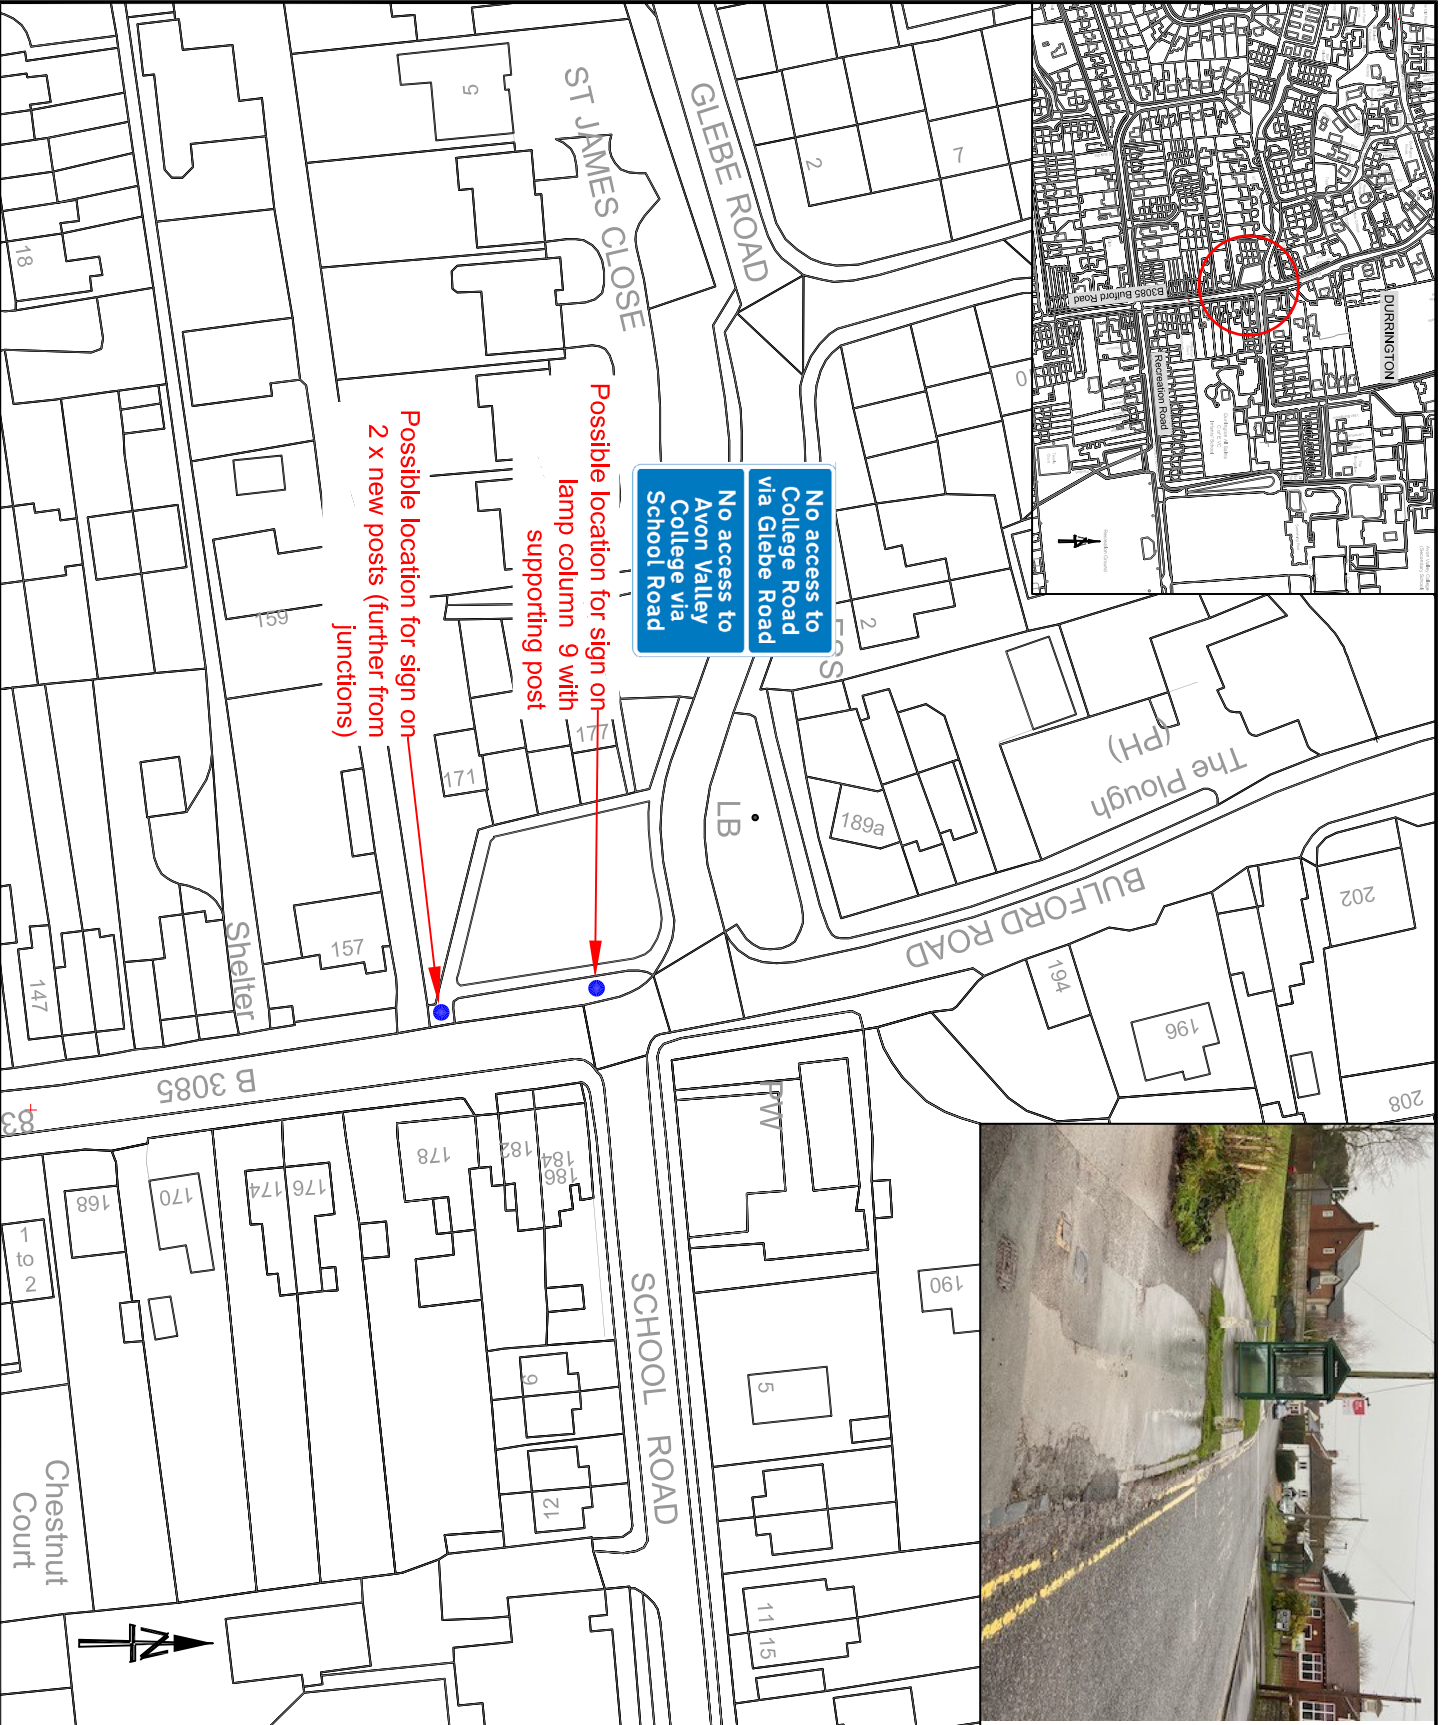 DURRINGTON
B3085 Bulford Road
Recreation Road
GLEBE ROAD
ST JAMES CLOSE
5
2
7
0
18
2
159
No access to
College Road
via Glebe Road
No access to
Avon Valley
College via
School Road
Possible location for sign on
lamp column 9 with
supporting post
Possible location for sign on
2 x new posts (further from
junctions)
177
171
LB
189a
The Plough
(PH)
BULFORD ROAD
202
194
196
208
157
147
Shelter
B 3085
83
PW
178
182
184
186
176
174
170
168
1
to
2
190
SCHOOL ROAD
5
9
12
11
15
Chestnut
Court
N